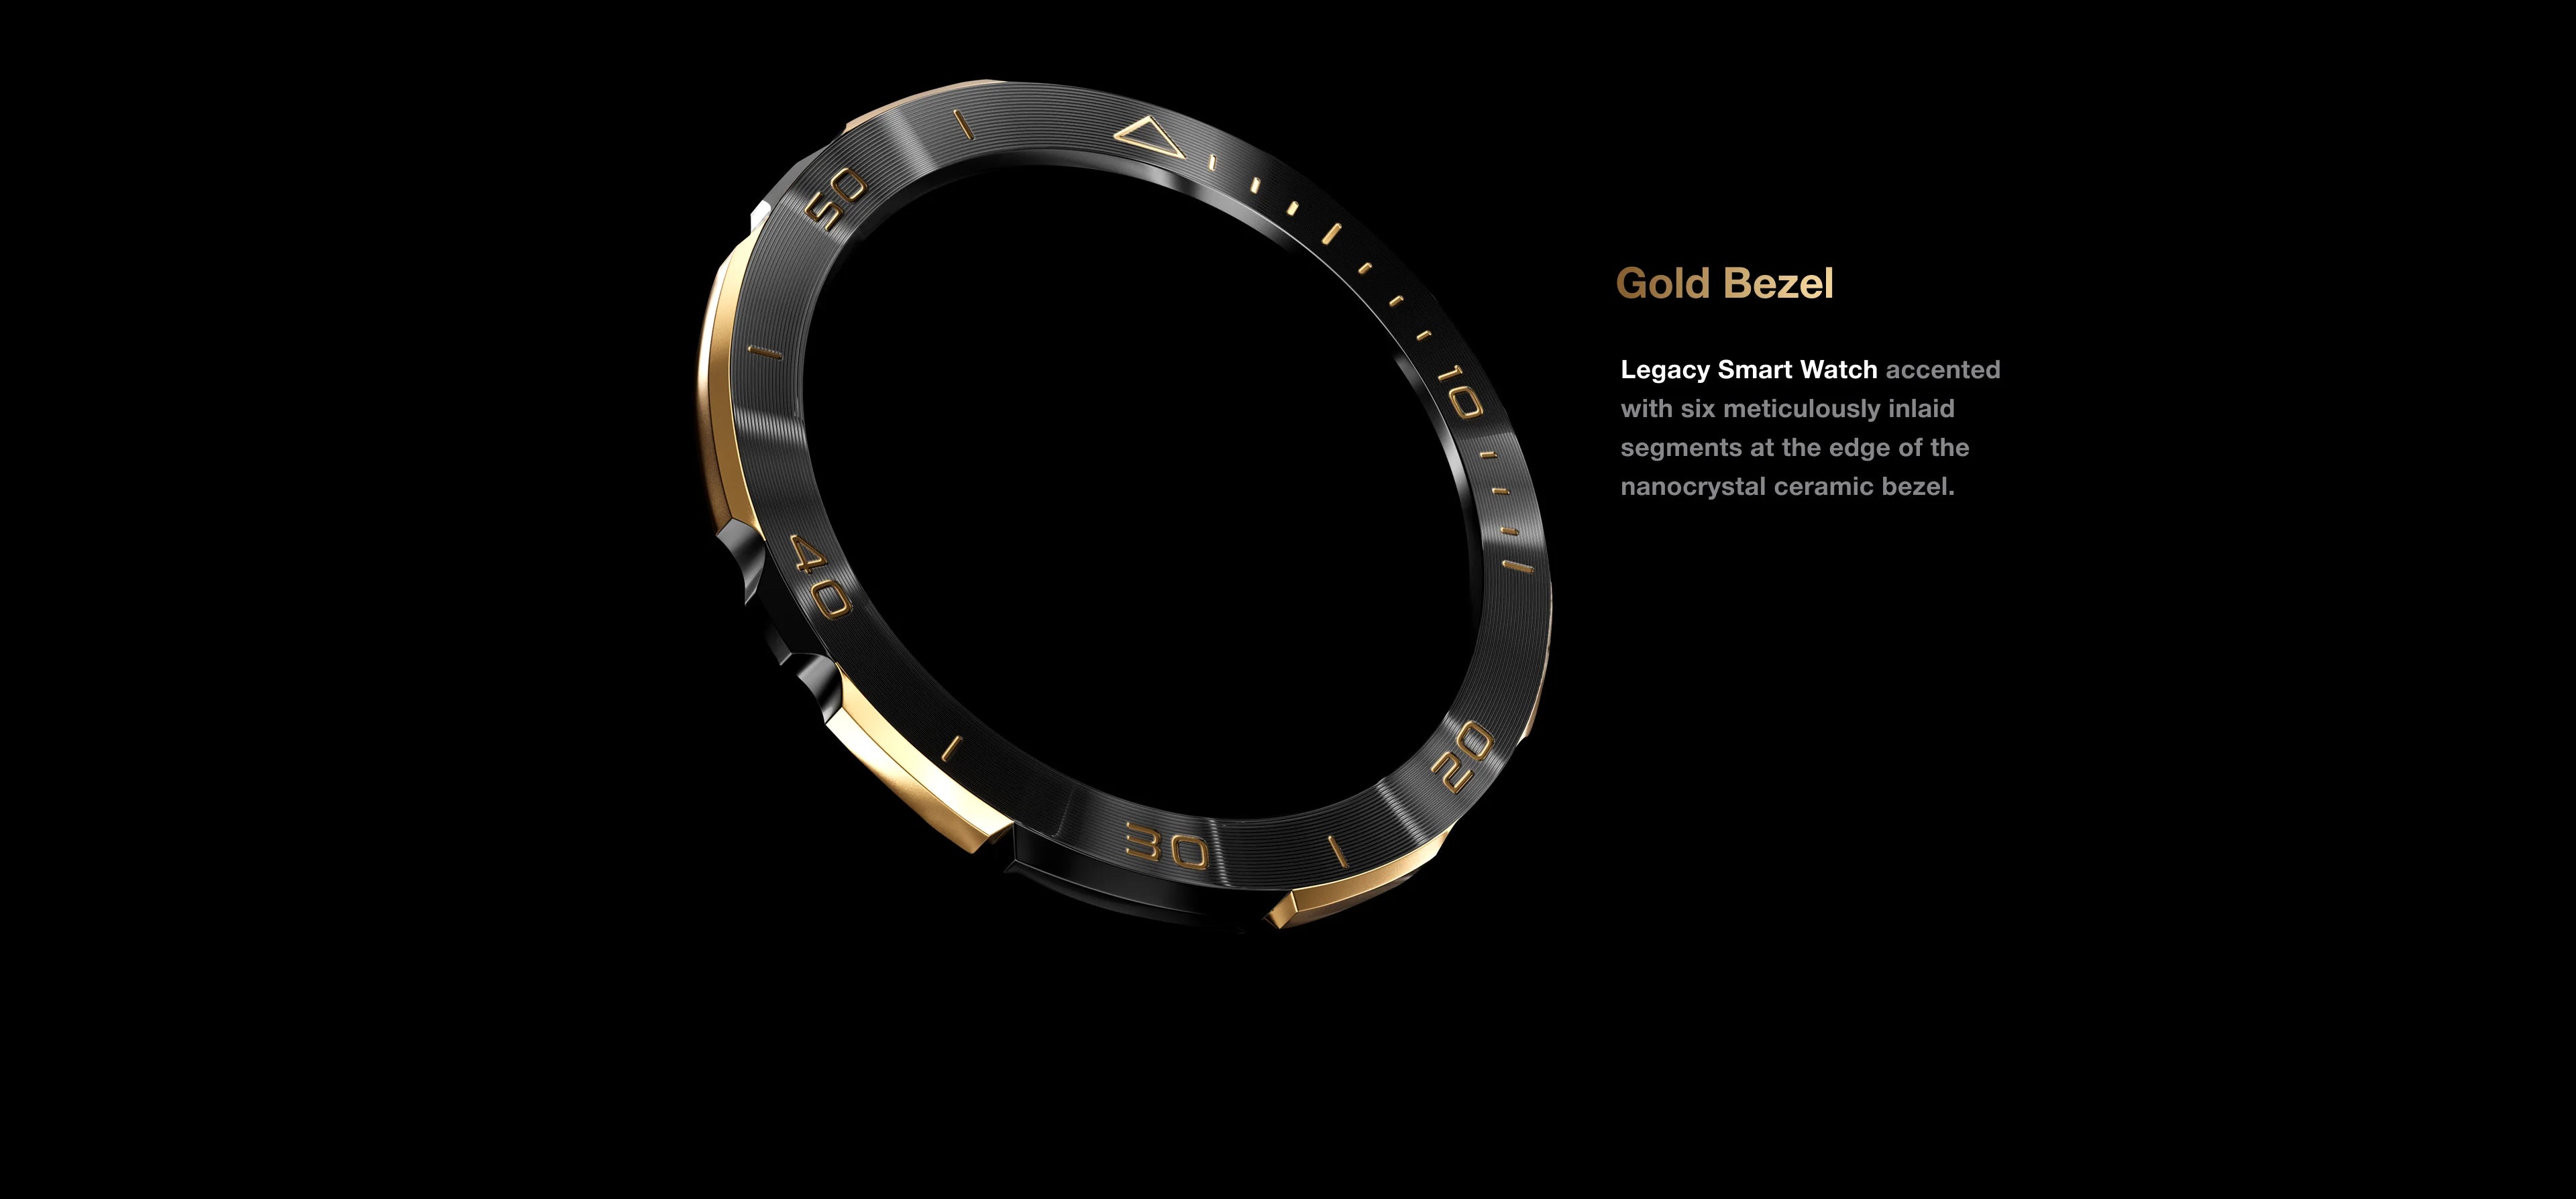 Gold Bezel
Legacy Smart Watch accented
with six meticulously inlaid
segments at the edge of the
nanocrystal ceramic bezel.
50
10
40
20
30